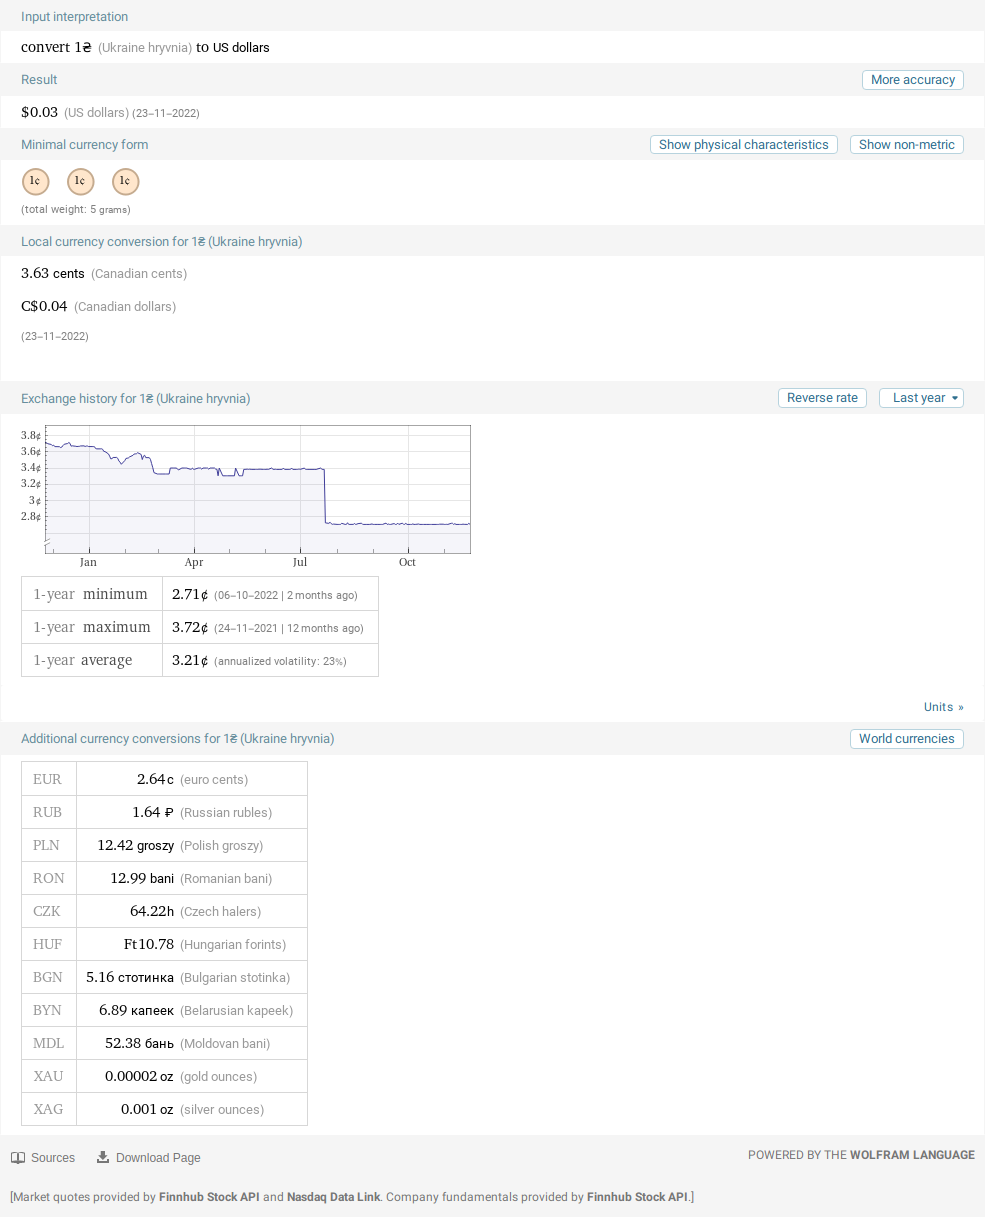 Input interpretation
convert 1₴ (Ukraine hryvnia) to US dollars
Result More accuracy
$0.03 (US dollars) (23–11–2022)
Minimal currency form Show physical characteristics Show non-metric
1¢ 1¢ 1¢
(total weight: 5 grams)
Local currency conversion for 1₴ (Ukraine hryvnia)
3.63 cents (Canadian cents)
C$0.04 (Canadian dollars)
(23–11–2022)
Exchange history for 1₴ (Ukraine hryvnia) Reverse rate Last year
3.8¢
3.6¢
3.4¢
3.2¢
3¢
2.8¢
Jan Apr Jul Oct
1-year minimum 2.71¢ (06–10–2022 | 2 months ago)
1-year maximum 3.72¢ (24–11–2021 | 12 months ago)
1-year average 3.21¢ (annualized volatility: 23%)
Units »
Additional currency conversions for 1₴ (Ukraine hryvnia) World currencies
EUR 2.64c (euro cents)
RUB 1.64 ₽ (Russian rubles)
PLN 12.42 groszy (Polish groszy)
RON 12.99 bani (Romanian bani)
CZK 64.22h (Czech halers)
HUF Ft10.78 (Hungarian forints)
BGN 5.16 стотинка (Bulgarian stotinka)
BYN 6.89 капеек (Belarusian kapeek)
MDL 52.38 бань (Moldovan bani)
XAU 0.00002 oz (gold ounces)
XAG 0.001 oz (silver ounces)
Sources Download Page POWERED BY THE WOLFRAM LANGUAGE
[Market quotes provided by Finnhub Stock API and Nasdaq Data Link. Company fundamentals provided by Finnhub Stock API.]